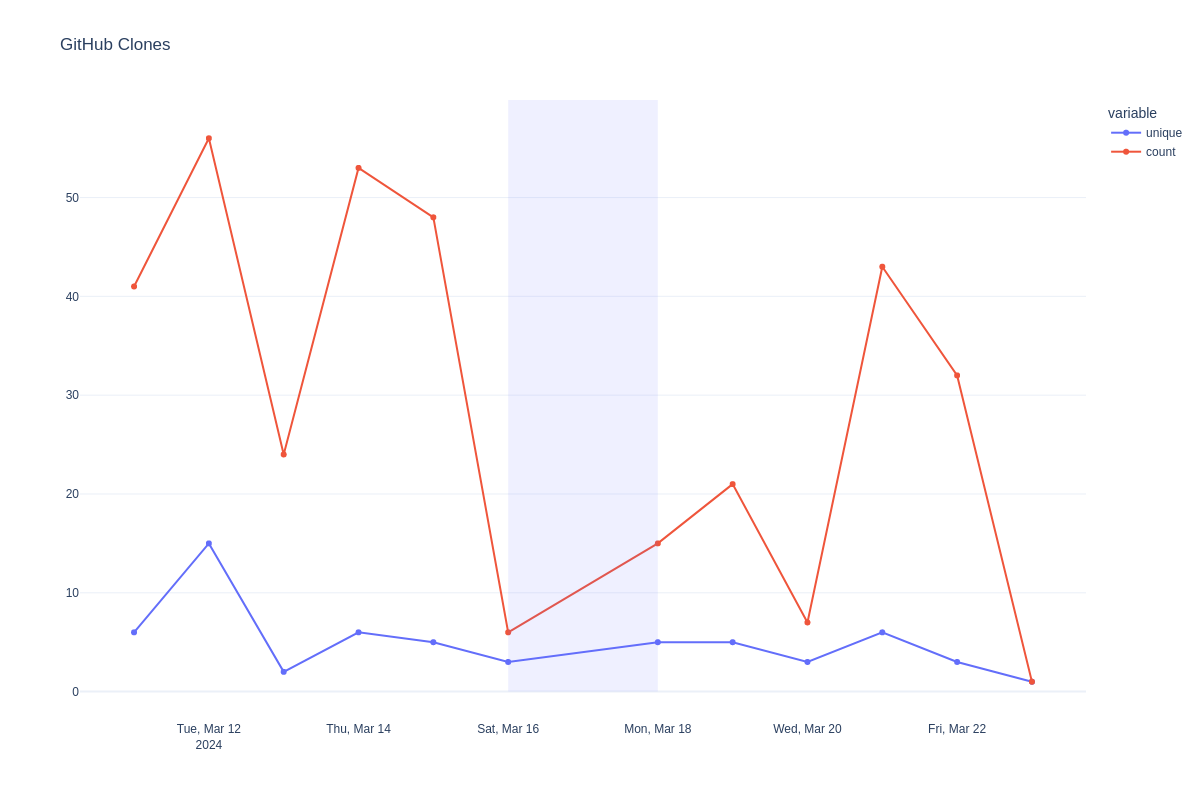 GitHub Clones
variable
unique
count
50
40
30
20
10
0
Tue, Mar 12
2024
Thu, Mar 14
Sat, Mar 16
Mon, Mar 18
Wed, Mar 20
Fri, Mar 22